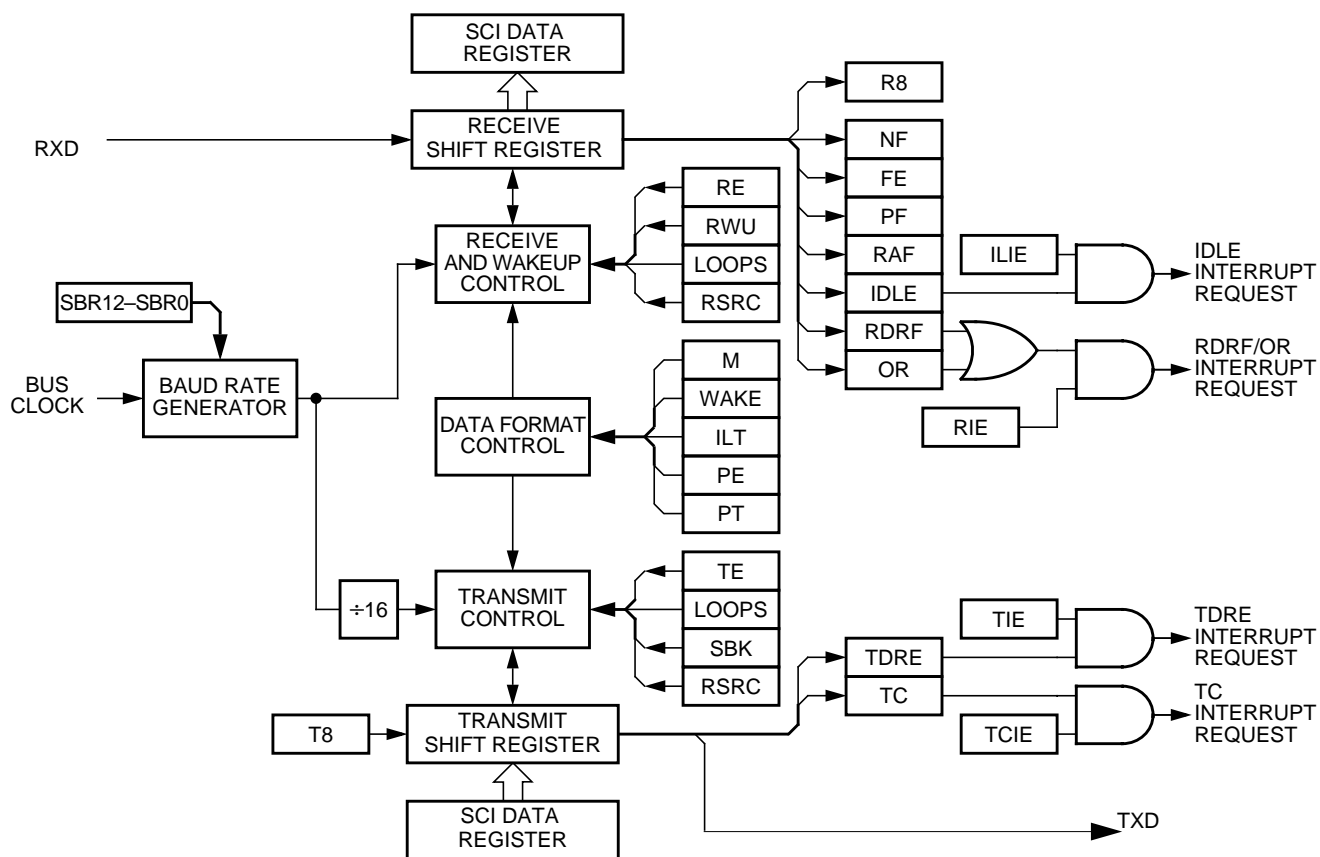 SCI DATA
REGISTER
R8
RECEIVE
SHIFT REGISTER
RXD
NF
FE
PF
RAF
IDLE
RDRF
OR
RE
RWU
LOOPS
RSRC
RECEIVE
AND WAKEUP
CONTROL
ILIE
IDLE
INTERRUPT
REQUEST
SBR12–SBR0
RDRF/OR
INTERRUPT
REQUEST
RIE
BUS
CLOCK
BAUD RATE
GENERATOR
DATA FORMAT
CONTROL
M
WAKE
ILT
PE
PT
÷16
TRANSMIT
CONTROL
TE
LOOPS
SBK
RSRC
TIE
TDRE
INTERRUPT
REQUEST
TDRE
TC
TCIE
TC
INTERRUPT
REQUEST
T8
TRANSMIT
SHIFT REGISTER
SCI DATA
REGISTER
TXD